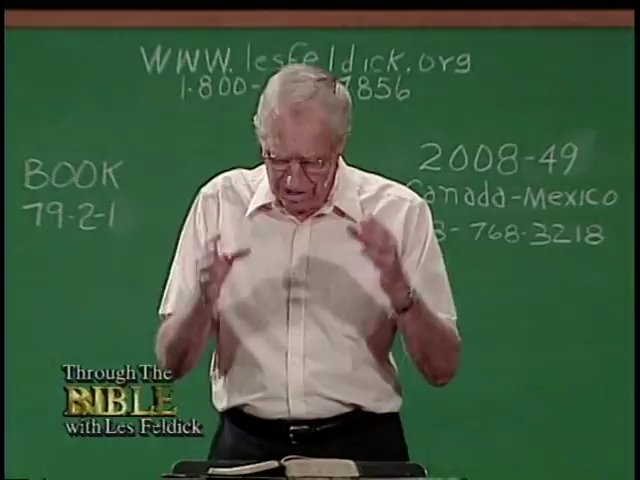 WWW.lesfeldick.org
1-800- 7856
BOOK
79-2-1
2008-49
Canada-Mexico
8-768-3218
Through The
BIBLE
with Les Feldick